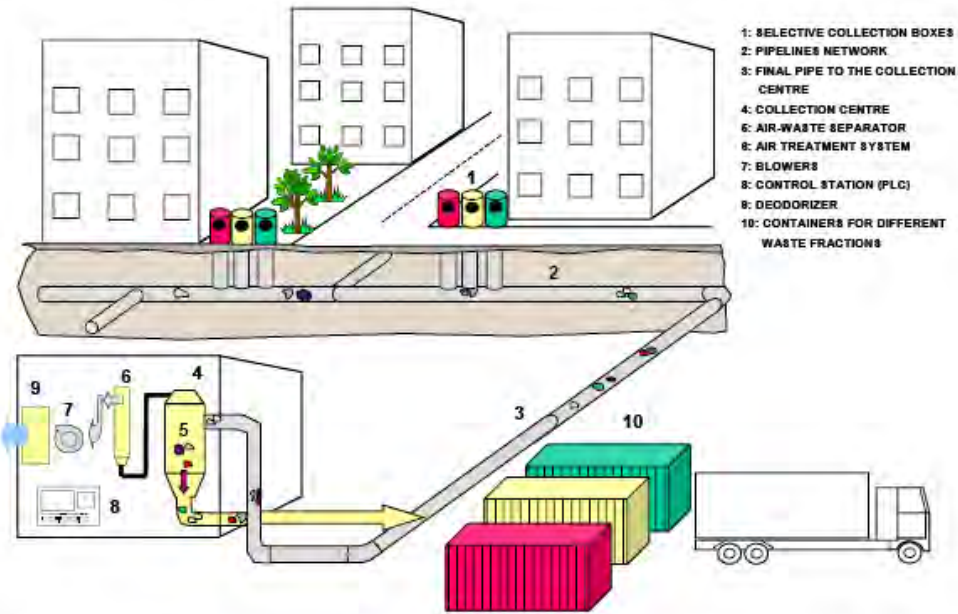 1: SELECTIVE COLLECTION BOXES
2: PIPELINES NETWORK
3: FINAL PIPE TO THE COLLECTION
CENTRE
4: COLLECTION CENTRE
5: AIR-WASTE SEPARATOR
6: AIR TREATMENT SYSTEM
7: BLOWERS
8: CONTROL STATION (PLC)
9: DEODORIZER
10: CONTAINERS FOR DIFFERENT
WASTE FRACTIONS
1
2
6
4
9
7
5
3
10
8